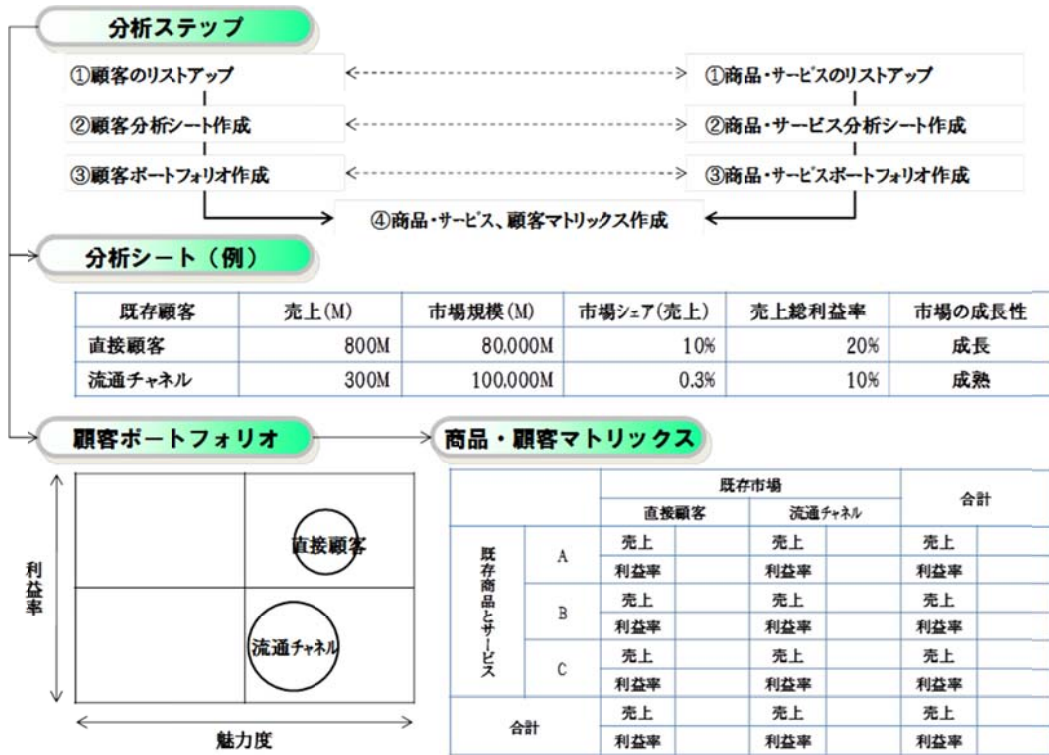 分析ステップ
①顧客のリストアップ
①商品・サービスのリストアップ
②顧客分析シート作成
②商品・サービス分析シート作成
③顧客ポートフォリオ作成
③商品・サービスポートフォリオ作成
④商品・サービス、顧客マトリックス作成
分析シート（例）
既存顧客 売上(M) 市場規模(M) 市場シェア(売上) 売上総利益率 市場の成長性
直接顧客 800M 80,000M 10% 20% 成長
流通チャネル 300M 100,000M 0.3% 10% 成熟
顧客ポートフォリオ
商品・顧客マトリックス
利益率
直接顧客
流通チャネル
魅力度
既存市場 合計
直接顧客 流通チャネル
既存商品とサービス
A
売上 売上 売上
利益率 利益率 利益率
B
売上 売上 売上
利益率 利益率 利益率
C
売上 売上 売上
利益率 利益率 利益率
合計
売上 売上 売上
利益率 利益率 利益率